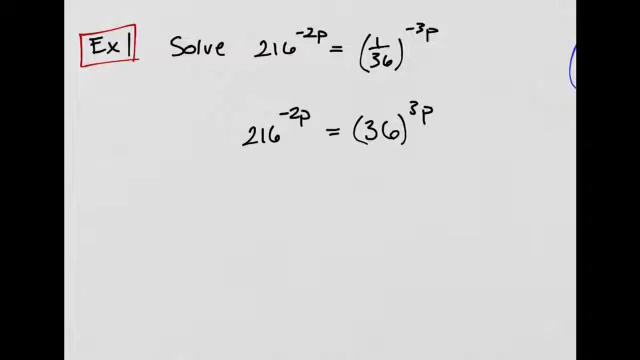 Ex 1 Solve 216^{-2p} = (1/36)^{-3p}
216^{-2p} = (36)^{3p}